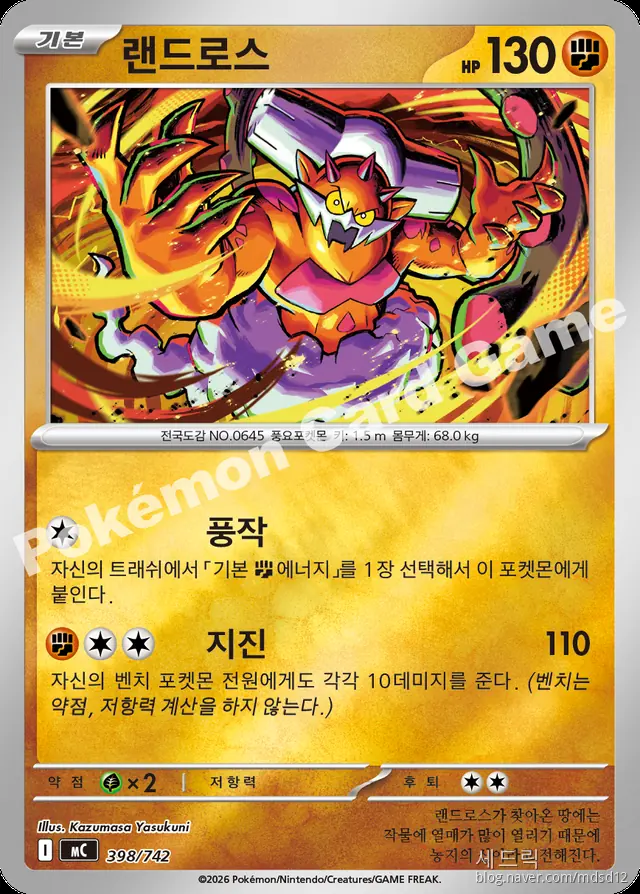 기본 랜드로스 HP 130
전국도감 NO.0645 풍요포켓몬 키: 1.5 m 몸무게: 68.0 kg
Pokémon Card Game
풍작
자신의 트래쉬에서 「기본 에너지」를 1장 선택해서 이 포켓몬에게
붙인다.
지진 110
자신의 벤치 포켓몬 전원에게도 각각 10데미지를 준다. (벤치는
약점, 저항력 계산을 하지 않는다.)
약점 ×2 저항력 후퇴
Illus. Kazumasa Yasukuni
I MC 398/742
랜드로스가 찾아온 땅에는
작물에 열매가 많이 열리기 때문에
농지의 전해진다.
세드릭
blog.naver.com/mdsd12
©2026 Pokémon/Nintendo/Creatures/GAME FREAK.